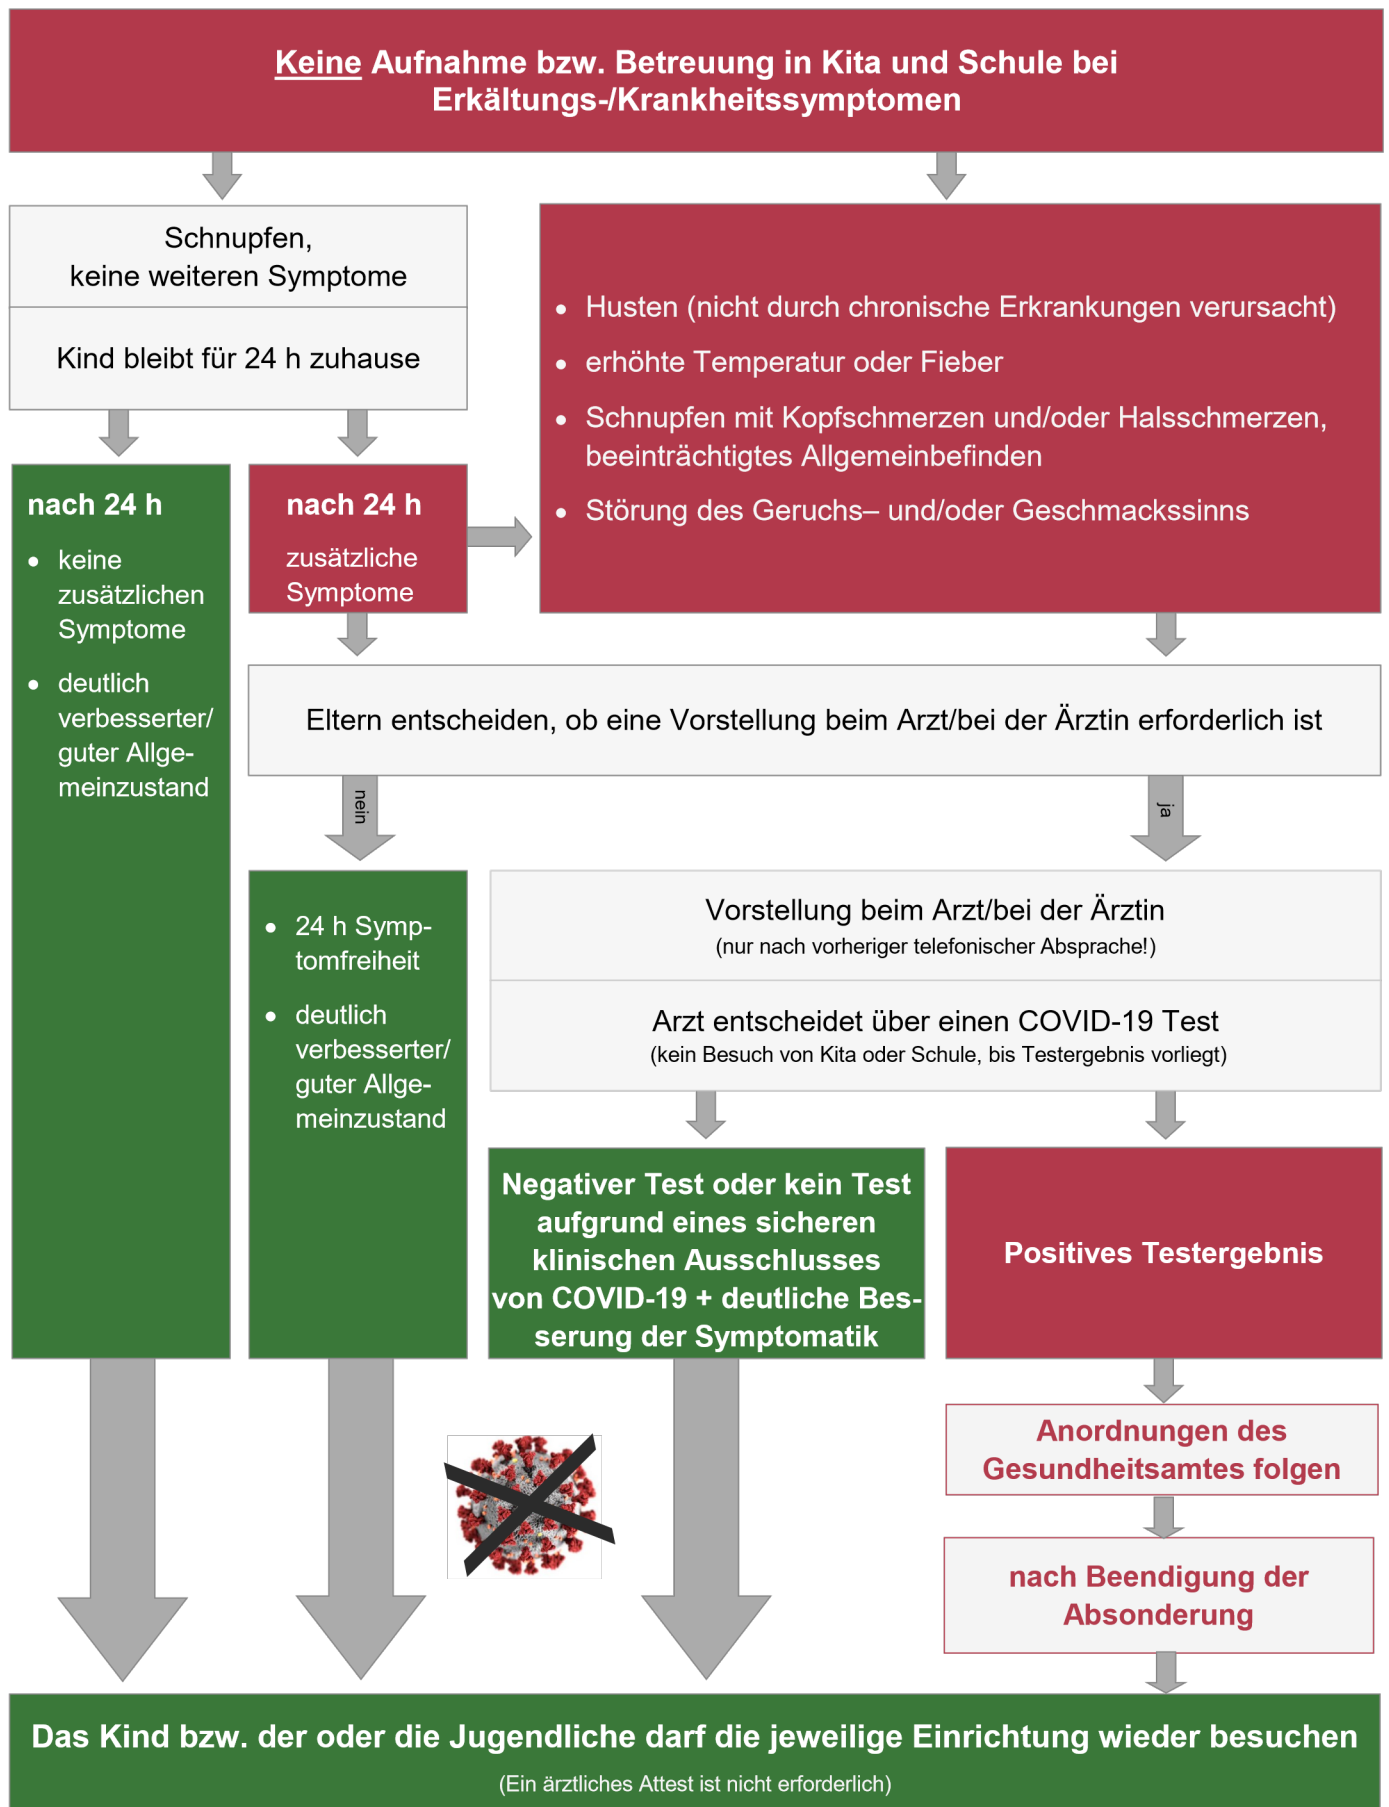 Keine Aufnahme bzw. Betreuung in Kita und Schule bei
Erkältungs-/Krankheitssymptomen
Schnupfen,
keine weiteren Symptome
Kind bleibt für 24 h zuhause
• Husten (nicht durch chronische Erkrankungen verursacht)
• erhöhte Temperatur oder Fieber
• Schnupfen mit Kopfschmerzen und/oder Halsschmerzen,
beeinträchtigtes Allgemeinbefinden
• Störung des Geruchs– und/oder Geschmackssinns
nach 24 h
• keine
zusätzlichen
Symptome
• deutlich
verbesserter/
guter Allge-
meinzustand
nach 24 h
zusätzliche
Symptome
Eltern entscheiden, ob eine Vorstellung beim Arzt/bei der Ärztin erforderlich ist
nein
ja
• 24 h Symp-
tomfreiheit
• deutlich
verbesserter/
guter Allge-
meinzustand
Vorstellung beim Arzt/bei der Ärztin
(nur nach vorheriger telefonischer Absprache!)
Arzt entscheidet über einen COVID-19 Test
(kein Besuch von Kita oder Schule, bis Testergebnis vorliegt)
Negativer Test oder kein Test
aufgrund eines sicheren
klinischen Ausschlusses
von COVID-19 + deutliche Bes-
serung der Symptomatik
Positives Testergebnis
Anordnungen des
Gesundheitsamtes folgen
nach Beendigung der
Absonderung
Das Kind bzw. der oder die Jugendliche darf die jeweilige Einrichtung wieder besuchen
(Ein ärztliches Attest ist nicht erforderlich)